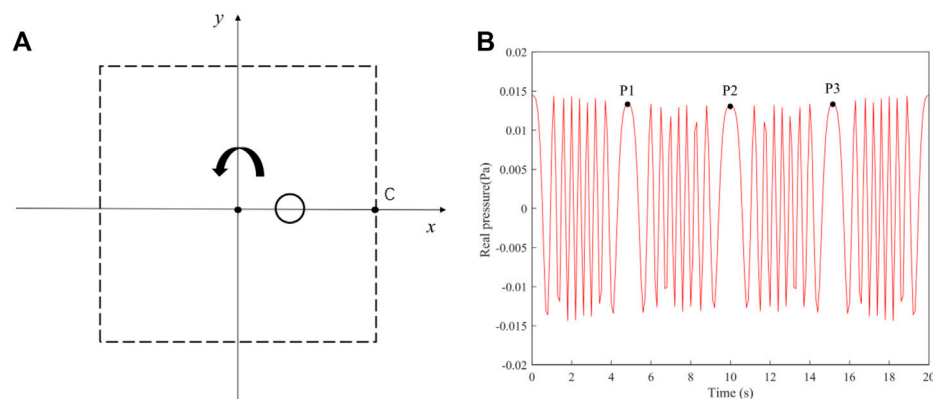 A
y
C
x
B
Real pressure(Pa)
0.02
0.015
0.01
0.005
0
-0.005
-0.01
-0.015
-0.02
P1
P2
P3
0 2 4 6 8 10 12 14 16 18 20
Time (s)